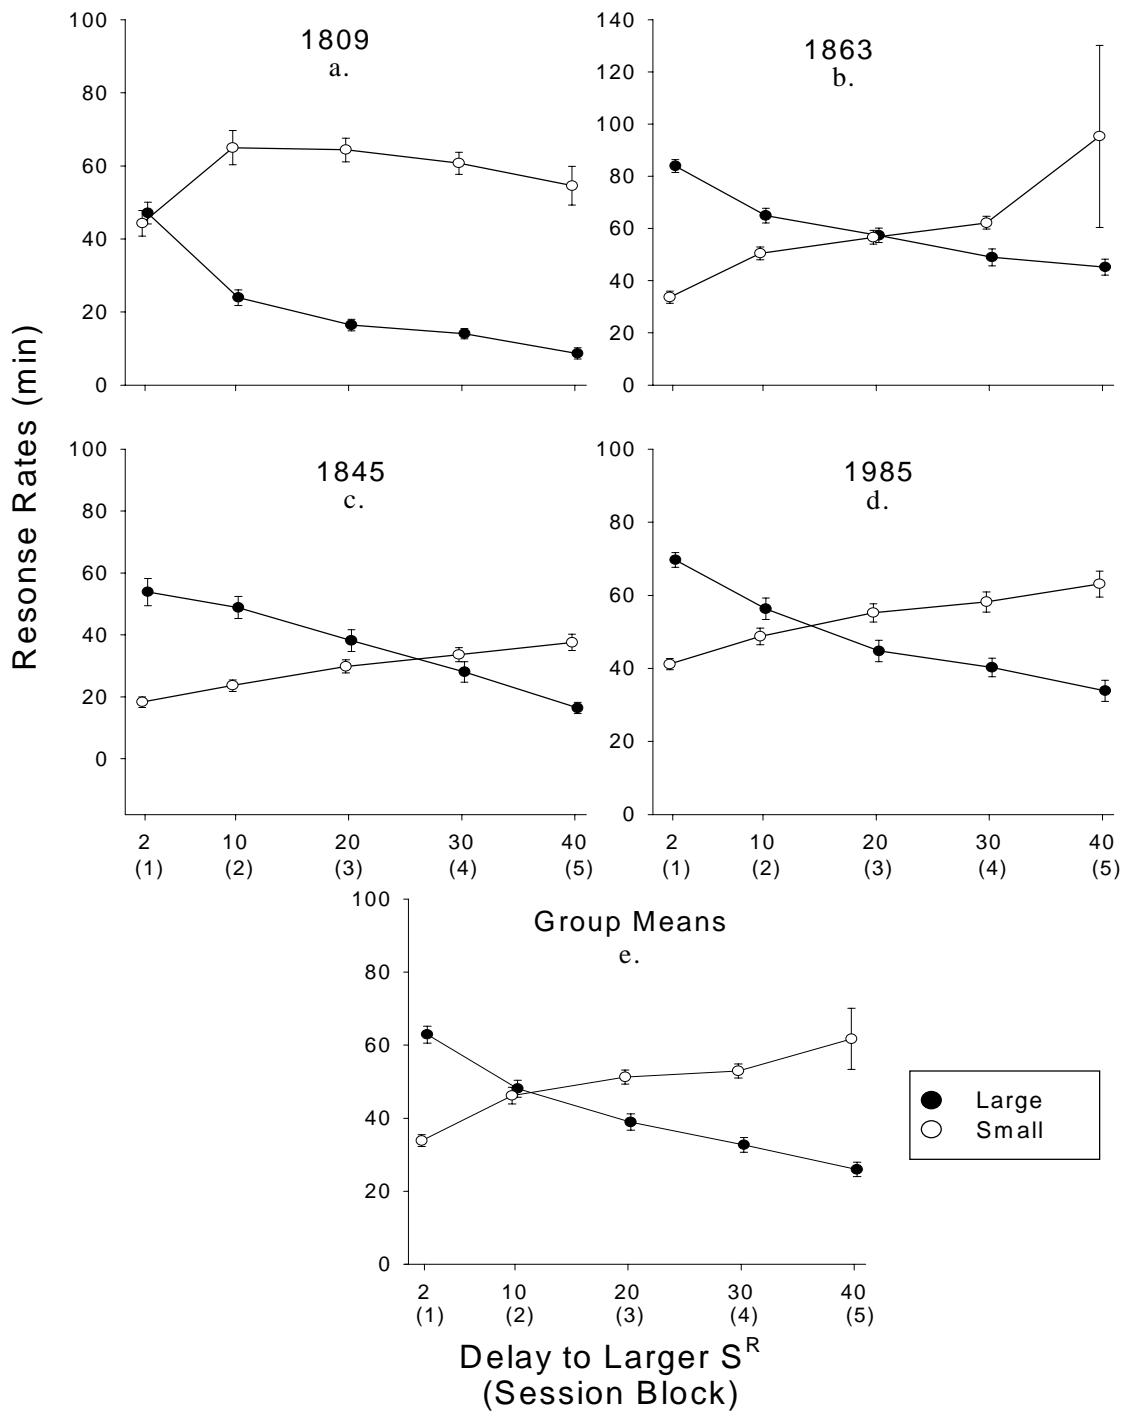 1809
a.
100
80
60
40
20
0
1863
b.
140
120
100
80
60
40
20
0
Resonse Rates (min)
1845
c.
100
80
60
40
20
0
2 10 20 30 40
(1) (2) (3) (4) (5)
1985
d.
100
80
60
40
20
0
2 10 20 30 40
(1) (2) (3) (4) (5)
Group Means
e.
100
80
60
40
20
0
2 10 20 30 40
(1) (2) (3) (4) (5)
Large
Small
Delay to Larger S^R
(Session Block)